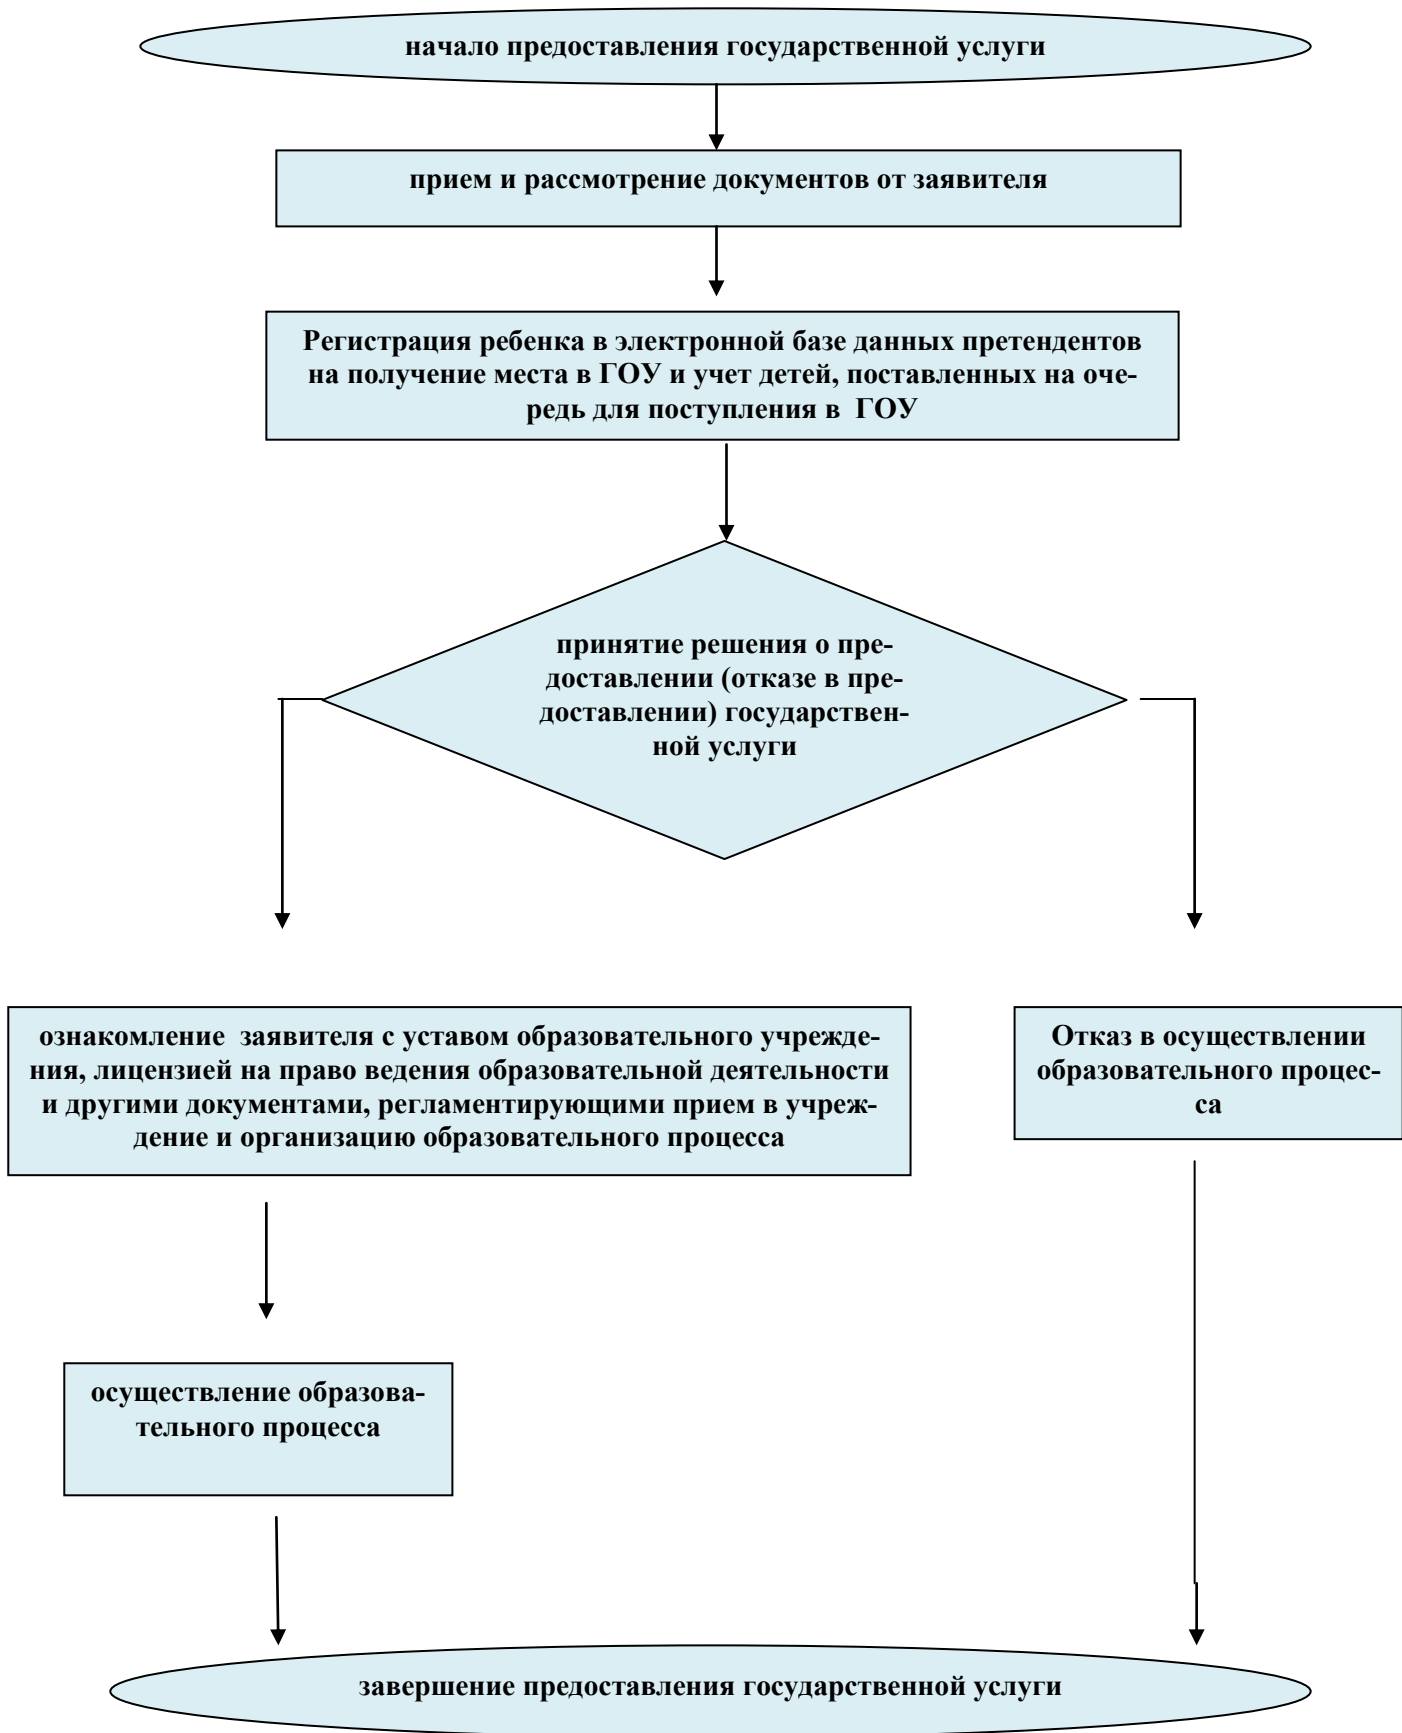 начало предоставления государственной услуги
прием и рассмотрение документов от заявителя
Регистрация ребенка в электронной базе данных претендентов
на получение места в ГОУ и учет детей, поставленных на оче-
редь для поступления в ГОУ
принятие решения о пре-
доставлении (отказе в пре-
доставлении) государствен-
ной услуги
ознакомление заявителя с уставом образовательного учрежде-
ния, лицензией на право ведения образовательной деятельности
и другими документами, регламентирующими прием в учреж-
дение и организацию образовательного процесса
Отказ в осуществлении
образовательного процес-
са
осуществление образова-
тельного процесса
завершение предоставления государственной услуги